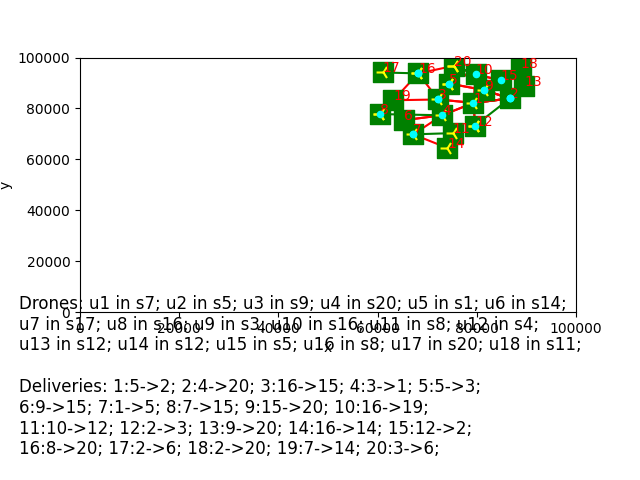 100000
80000
60000
40000
20000
0
y
0 20000 40000 60000 80000 100000
x
17
16
20
10
18
13
19
12
14
Drones: u1 in s7; u2 in s5; u3 in s9; u4 in s20; u5 in s1; u6 in s14;
u7 in s17; u8 in s16; u9 in s3; u10 in s16; u11 in s8; u12 in s4;
u13 in s12; u14 in s12; u15 in s5; u16 in s8; u17 in s20; u18 in s11;
Deliveries: 1:5->2; 2:4->20; 3:16->15; 4:3->1; 5:5->3;
6:9->15; 7:1->5; 8:7->15; 9:15->20; 10:16->19;
11:10->12; 12:2->3; 13:9->20; 14:16->14; 15:12->2;
16:8->20; 17:2->6; 18:2->20; 19:7->14; 20:3->6;